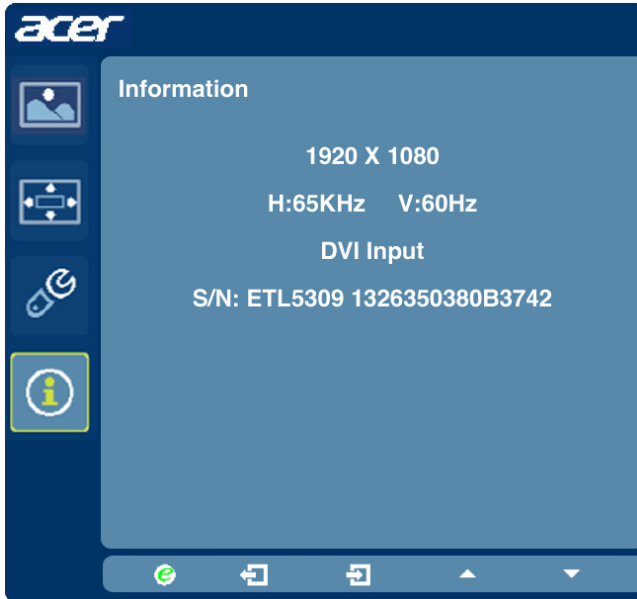 acer
Information
1920 X 1080
H:65KHz V:60Hz
DVI Input
S/N: ETL5309 1326350380B3742